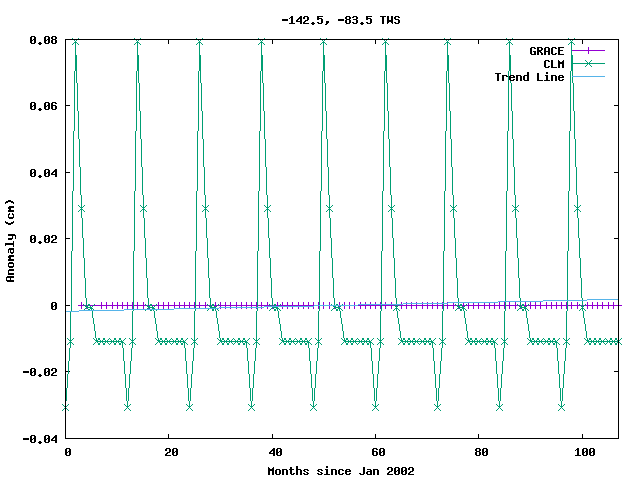 -142.5, -83.5 TWS
0.08
0.06
0.04
0.02
0
-0.02
-0.04
Anomaly (cm)
GRACE
CLM
Trend Line
0 20 40 60 80 100
Months since Jan 2002